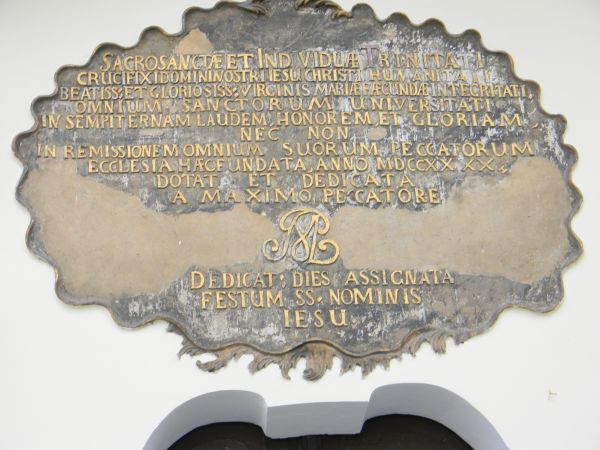 SACROSANCTÆ ET INDIVIDUÆ TRINITATI
CRUCIFIXI DOMINI NOSTRI IESU CHRISTI HUMANITATI
BEATISS: ET GLORIOSISS: VIRGINIS MARIÆ FÆCUNDÆ INTEGRITATI,
OMNIUM SANCTORUM UNIVERSITATI
IN SEMPITERNAM LAUDEM, HONOREM ET GLORIAM,
NEC NON
IN REMISSIONEM OMNIUM SUORUM PECCATORUM
ECCLESIA HÆC FUNDATA ANNO MDCCXXXX,
DOTAT ET DEDICATA
A MAXIMO PECCATORE
DEDICAT: DIES ASSIGNATA
FESTUM SS. NOMINIS
IESU